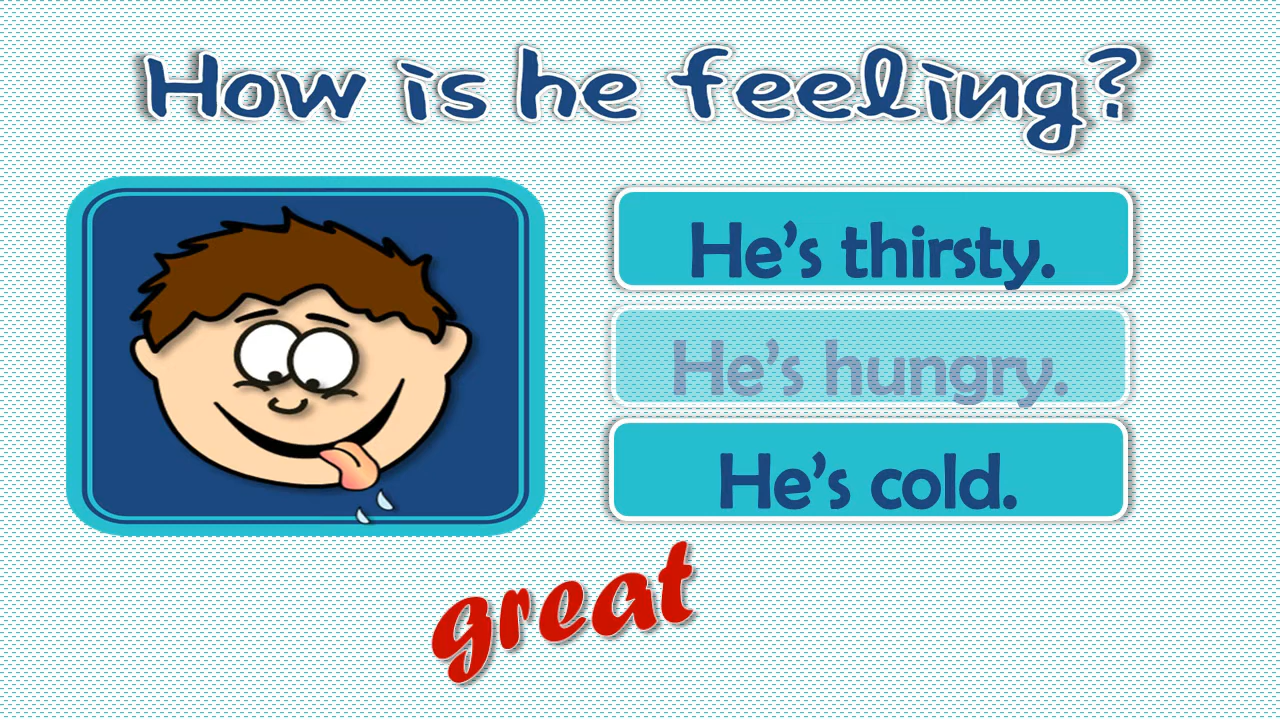 How is he feeling?
He's thirsty.
He's hungry.
He's cold.
great